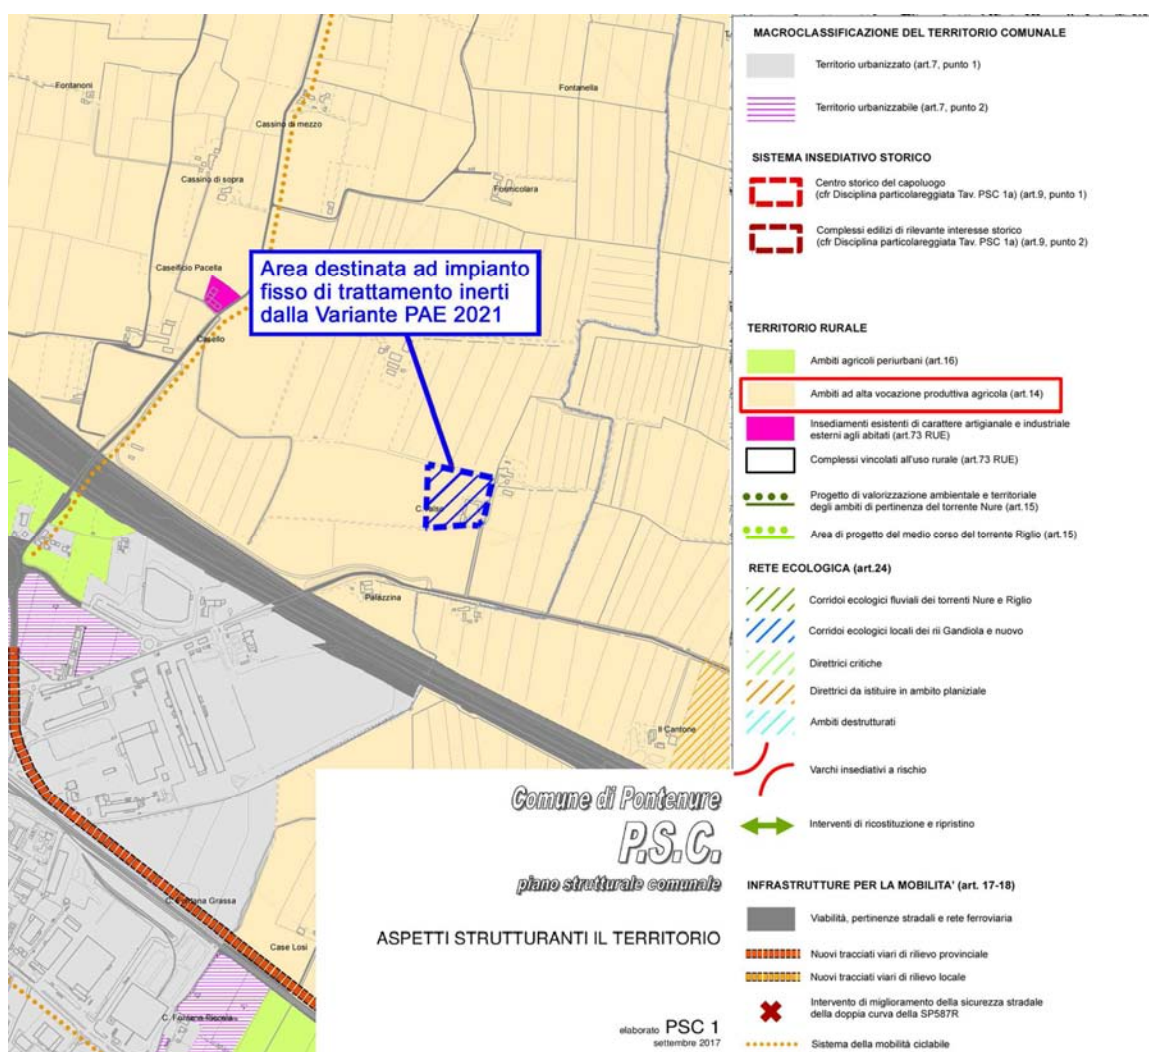 Fontanoni
Fontanella
Cassino di mezzo
Cassino di sopra
Fornicolara
Caseificio Pacella
Area destinata ad impianto
fisso di trattamento inerti
dalla Variante PAE 2021
Casello
Palazzina
Il Cantone
C. Fontana Grassa
Case Losi
Comune di Pontenure
P.S.C.
piano strutturale comunale
ASPETTI STRUTTURANTI IL TERRITORIO
elaborato PSC 1
settembre 2017
MACROCLASSIFICAZIONE DEL TERRITORIO COMUNALE
Territorio urbanizzato (art.7, punto 1)
Territorio urbanizzabile (art.7, punto 2)
SISTEMA INSEDIATIVO STORICO
Centro storico del capoluogo
(cfr Disciplina particolareggiata Tav. PSC 1a) (art.9, punto 1)
Complessi edilizi di rilevante interesse storico
(cfr Disciplina particolareggiata Tav. PSC 1a) (art.9, punto 2)
TERRITORIO RURALE
Ambiti agricoli periurbani (art.16)
Ambiti ad alta vocazione produttiva agricola (art.14)
Insediamenti esistenti di carattere artigianale e industriale
esterni agli abitati (art.73 RUE)
Complessi vincolati all'uso rurale (art.73 RUE)
Progetto di valorizzazione ambientale e territoriale
degli ambiti di pertinenza del torrente Nure (art.15)
Area di progetto del medio corso del torrente Riglio (art.15)
RETE ECOLOGICA (art.24)
Corridoi ecologici fluviali dei torrenti Nure e Riglio
Corridoi ecologici locali dei rii Gandiola e nuovo
Direttrici critiche
Direttrici da istituire in ambito planiziale
Ambiti destrutturati
Varchi insediativi a rischio
Interventi di ricostituzione e ripristino
INFRASTRUTTURE PER LA MOBILITA' (art. 17-18)
Viabilità, pertinenze stradali e rete ferroviaria
Nuovi tracciati viari di rilievo provinciale
Nuovi tracciati viari di rilievo locale
Intervento di miglioramento della sicurezza stradale
della doppia curva della SP587R
Sistema della mobilità ciclabile